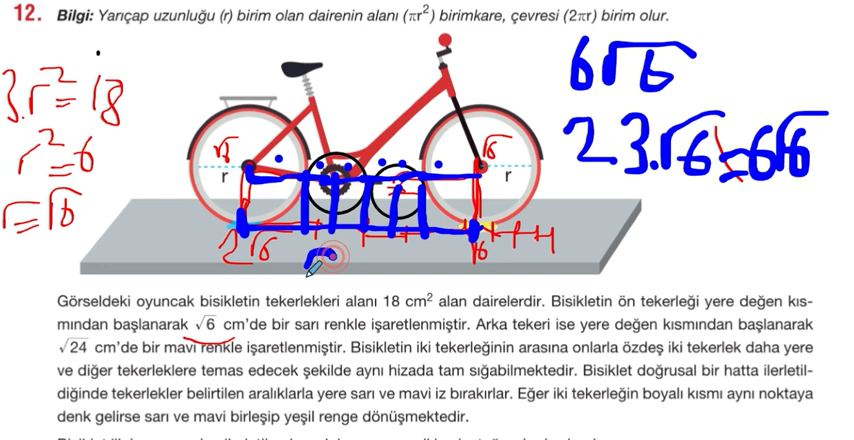 12. Bilgi: Yarıçap uzunluğu (r) birim olan dairenin alanı (πr²) birimkare, çevresi (2πr) birim olur.
3.r²=18
r²=6
r=√6
6√6
2 3.√6=6√6
√6
√6
r
r
2√6
√6
Görseldeki oyuncak bisikletin tekerlekleri alanı 18 cm² alan dairelerdir. Bisikletin ön tekerleği yere değen kıs-
mından başlanarak √6 cm'de bir sarı renkle işaretlenmiştir. Arka tekeri ise yere değen kısmından başlanarak
√24 cm'de bir mavi renkle işaretlenmiştir. Bisikletin iki tekerleğinin arasına onlarla özdeş iki tekerlek daha yere
ve diğer tekerleklere temas edecek şekilde aynı hizada tam sığabilmektedir. Bisiklet doğrusal bir hatta ilerletil-
diğinde tekerlekler belirtilen aralıklarla yere sarı ve mavi iz bırakırlar. Eğer iki tekerleğin boyalı kısmı aynı noktaya
denk gelirse sarı ve mavi birleşip yeşil renge dönüşmektedir.